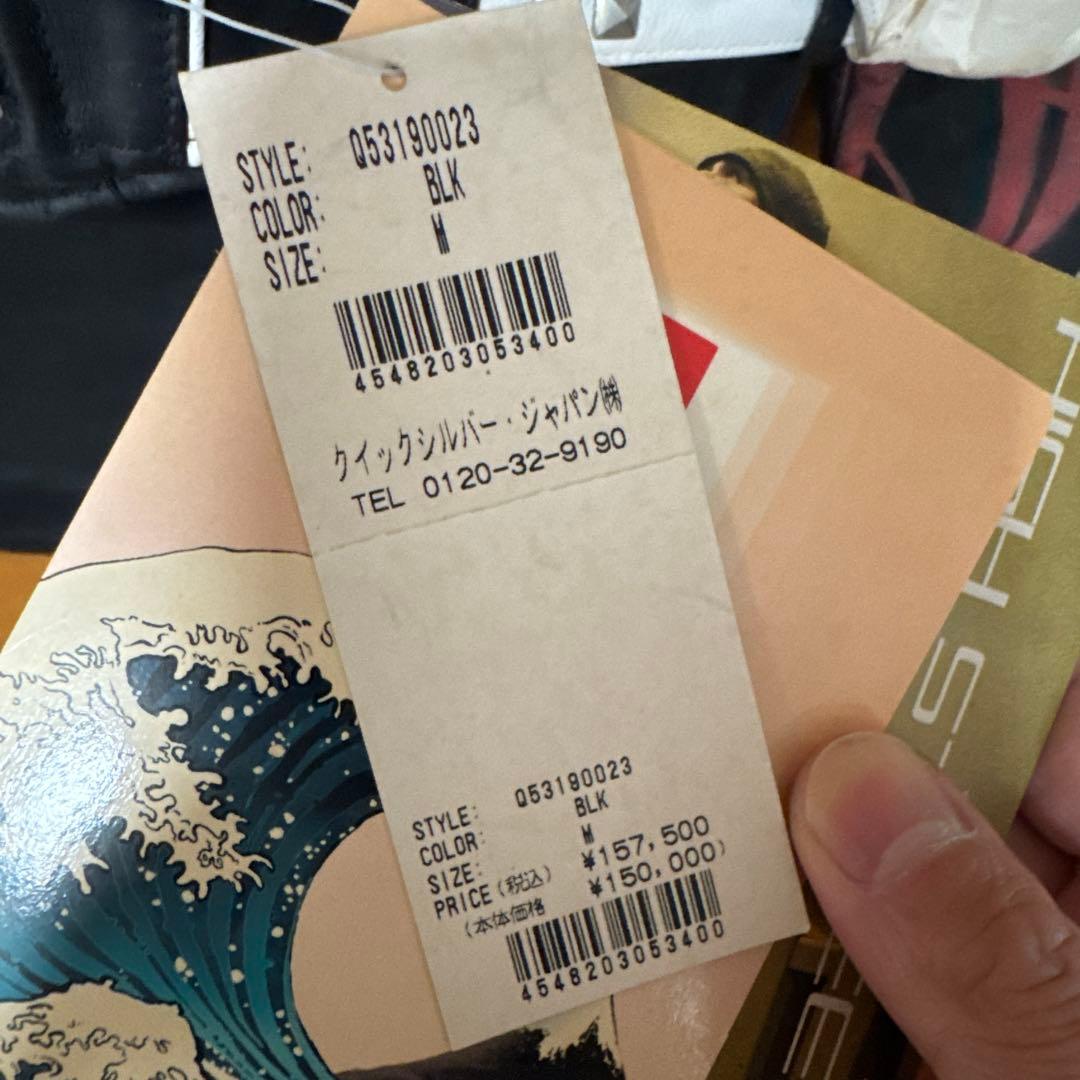 STYLE: Q53190023
COLOR: BLK
SIZE: M
4548203053400
クイックシルバー・ジャパン㈱
TEL 0120-32-9190
STYLE: Q53190023
COLOR: BLK
SIZE: M
PRICE(税込) ¥157,500
(本体価格 ¥150,000)
4548203053400